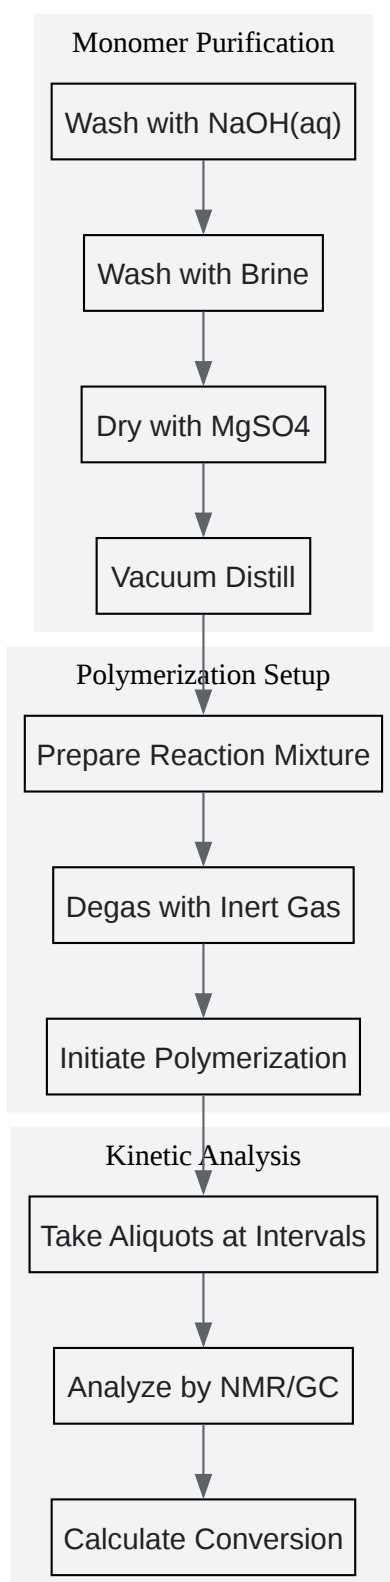 Monomer Purification
Wash with NaOH(aq)
Wash with Brine
Dry with MgSO4
Vacuum Distill
Polymerization Setup
Prepare Reaction Mixture
Degas with Inert Gas
Initiate Polymerization
Kinetic Analysis
Take Aliquots at Intervals
Analyze by NMR/GC
Calculate Conversion